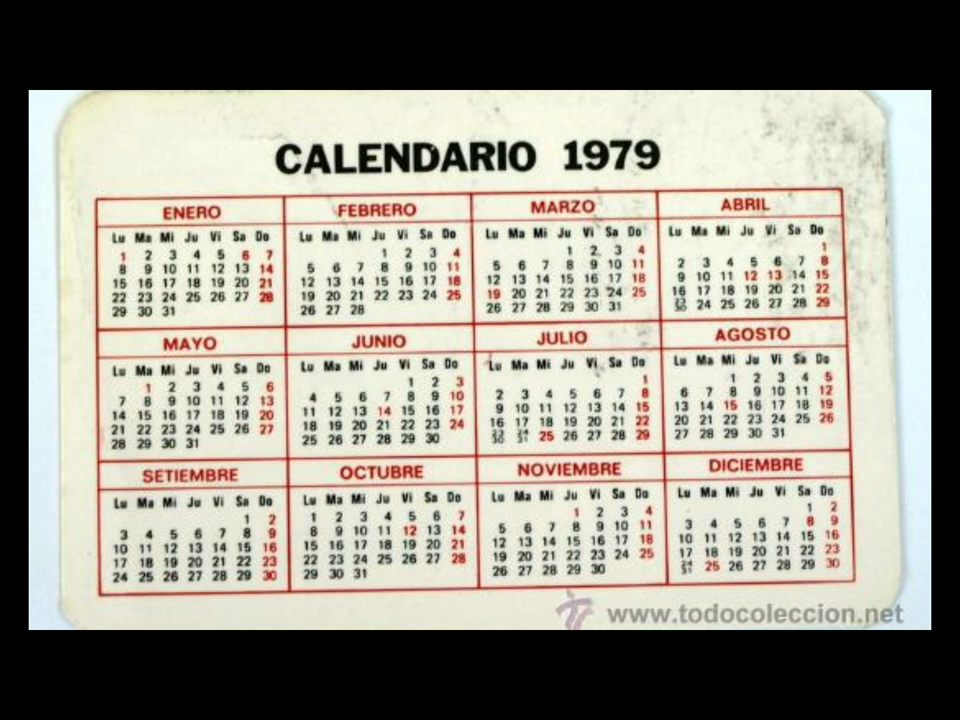 CALENDARIO 1979
ENERO
Lu Ma Mi Ju Vi Sa Do
1 2 3 4 5 6 7
8 9 10 11 12 13 14
15 16 17 18 19 20 21
22 23 24 25 26 27 28
29 30 31
FEBRERO
Lu Ma Mi Ju Vi Sa Do
1 2 3 4
5 6 7 8 9 10 11
12 13 14 15 16 17 18
19 20 21 22 23 24 25
26 27 28
MARZO
Lu Ma Mi Ju Vi Sa Do
1 2 3 4
5 6 7 8 9 10 11
12 13 14 15 16 17 18
19 20 21 22 23 24 25
26 27 28 29 30 31
ABRIL
Lu Ma Mi Ju Vi Sa Do
1
2 3 4 5 6 7 8
9 10 11 12 13 14 15
16 17 18 19 20 21 22
23/30 24 25 26 27 28 29
MAYO
Lu Ma Mi Ju Vi Sa Do
1 2 3 4 5 6
7 8 9 10 11 12 13
14 15 16 17 18 19 20
21 22 23 24 25 26 27
28 29 30 31
JUNIO
Lu Ma Mi Ju Vi Sa Do
1 2 3
4 5 6 7 8 9 10
11 12 13 14 15 16 17
18 19 20 21 22 23 24
25 26 27 28 29 30
JULIO
Lu Ma Mi Ju Vi Sa Do
1
2 3 4 5 6 7 8
9 10 11 12 13 14 15
16 17 18 19 20 21 22
23/30 24/31 25 26 27 28 29
AGOSTO
Lu Ma Mi Ju Vi Sa Do
1 2 3 4 5
6 7 8 9 10 11 12
13 14 15 16 17 18 19
20 21 22 23 24 25 26
27 28 29 30 31
SETIEMBRE
Lu Ma Mi Ju Vi Sa Do
1 2
3 4 5 6 7 8 9
10 11 12 13 14 15 16
17 18 19 20 21 22 23
24 25 26 27 28 29 30
OCTUBRE
Lu Ma Mi Ju Vi Sa Do
1 2 3 4 5 6 7
8 9 10 11 12 13 14
15 16 17 18 19 20 21
22 23 24 25 26 27 28
29 30 31
NOVIEMBRE
Lu Ma Mi Ju Vi Sa Do
1 2 3 4
5 6 7 8 9 10 11
12 13 14 15 16 17 18
19 20 21 22 23 24 25
26 27 28 29 30
DICIEMBRE
Lu Ma Mi Ju Vi Sa Do
1 2
3 4 5 6 7 8 9
10 11 12 13 14 15 16
17 18 19 20 21 22 23
24/31 25 26 27 28 29 30
www.todocoleccion.net